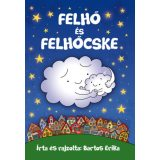 FELHŐ
ÉS
FELHŐCSKE
Írta és rajzolta: Bartos Erika